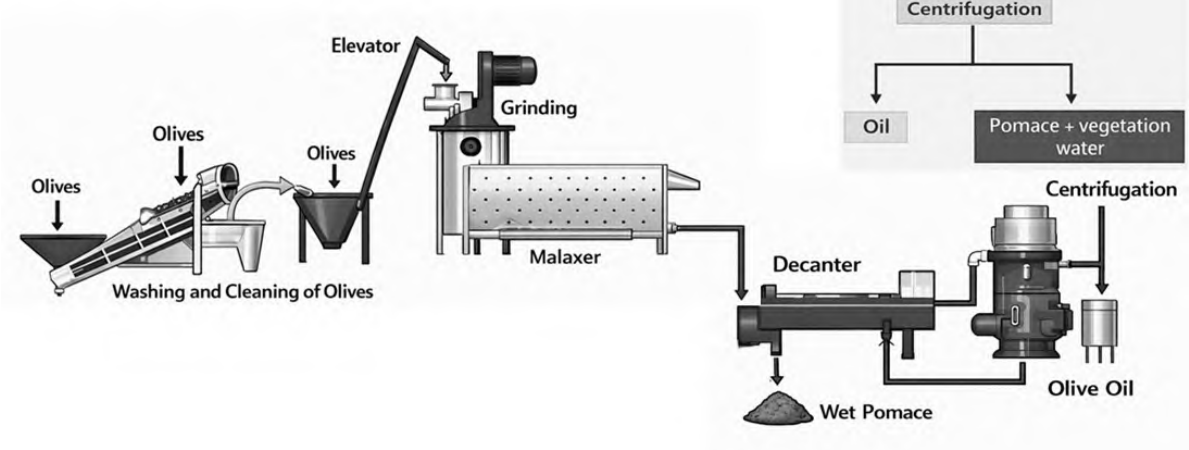 Centrifugation
Elevator
Grinding
Oil
Pomace + vegetation
water
Olives
Olives
Olives
Centrifugation
Malaxer
Decanter
Washing and Cleaning of Olives
Olive Oil
Wet Pomace